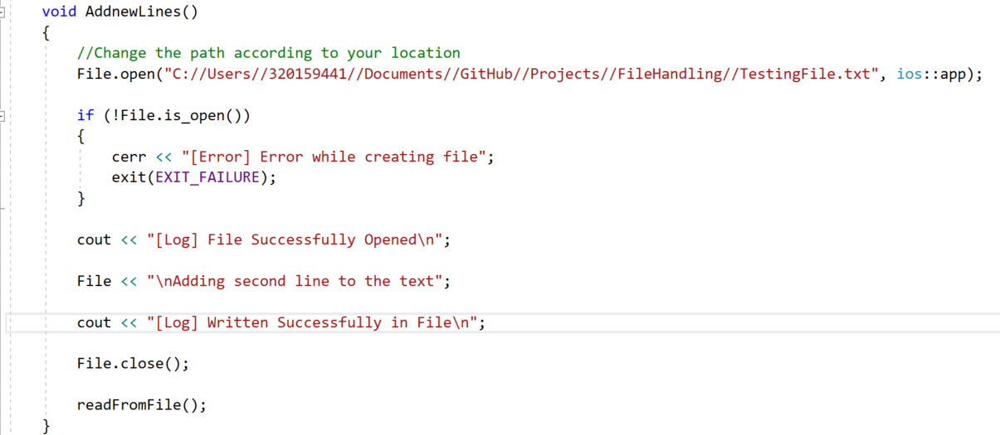 void AddnewLines()
{
//Change the path according to your location
File.open("C://Users//320159441//Documents//GitHub//Projects//FileHandling//TestingFile.txt", ios::app);
if (!File.is_open())
{
cerr << "[Error] Error while creating file";
exit(EXIT_FAILURE);
}
cout << "[Log] File Successfully Opened\n";
File << "\nAdding second line to the text";
cout << "[Log] Written Successfully in File\n";
File.close();
readFromFile();
}